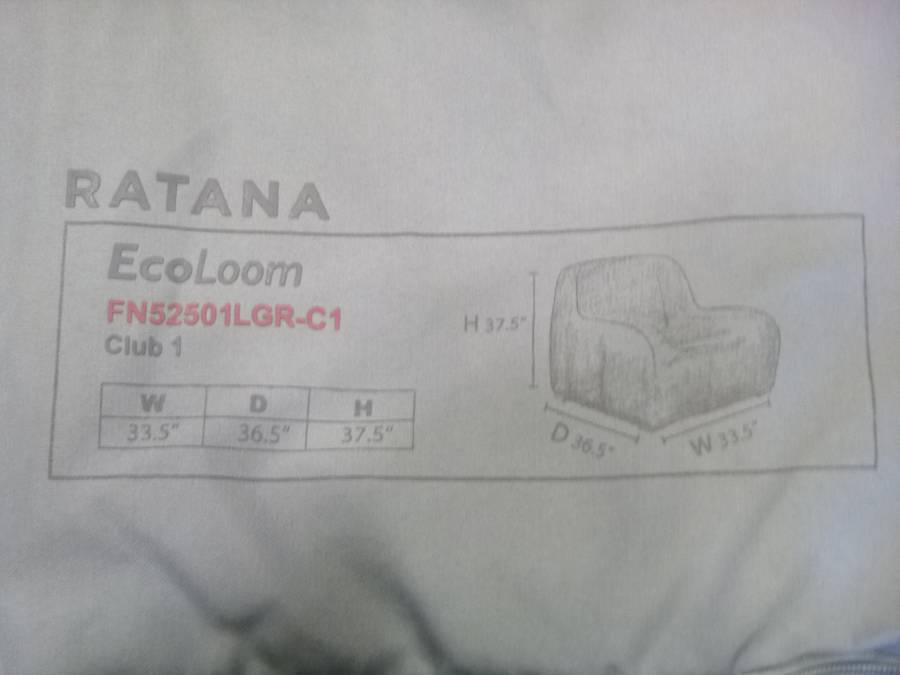 RATANA
EcoLoom
FN52501LGR-C1
Club 1
W D H
33.5" 36.5" 37.5"
H 37.5"
D 36.5"
W 33.5"